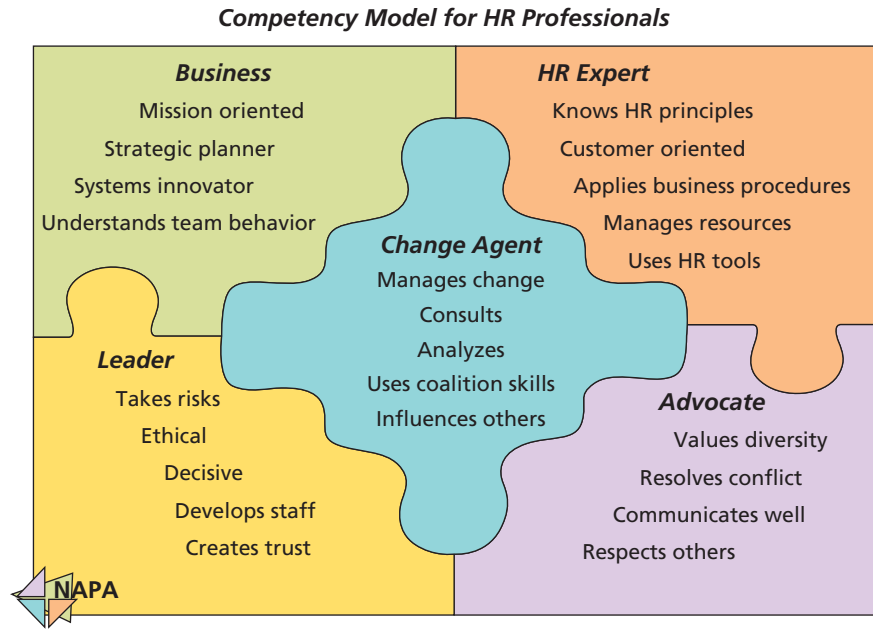 Competency Model for HR Professionals
Business
Mission oriented
Strategic planner
Systems innovator
Understands team behavior
HR Expert
Knows HR principles
Customer oriented
Applies business procedures
Manages resources
Uses HR tools
Change Agent
Manages change
Consults
Analyzes
Uses coalition skills
Influences others
Leader
Takes risks
Ethical
Decisive
Develops staff
Creates trust
Advocate
Values diversity
Resolves conflict
Communicates well
Respects others
NAPA